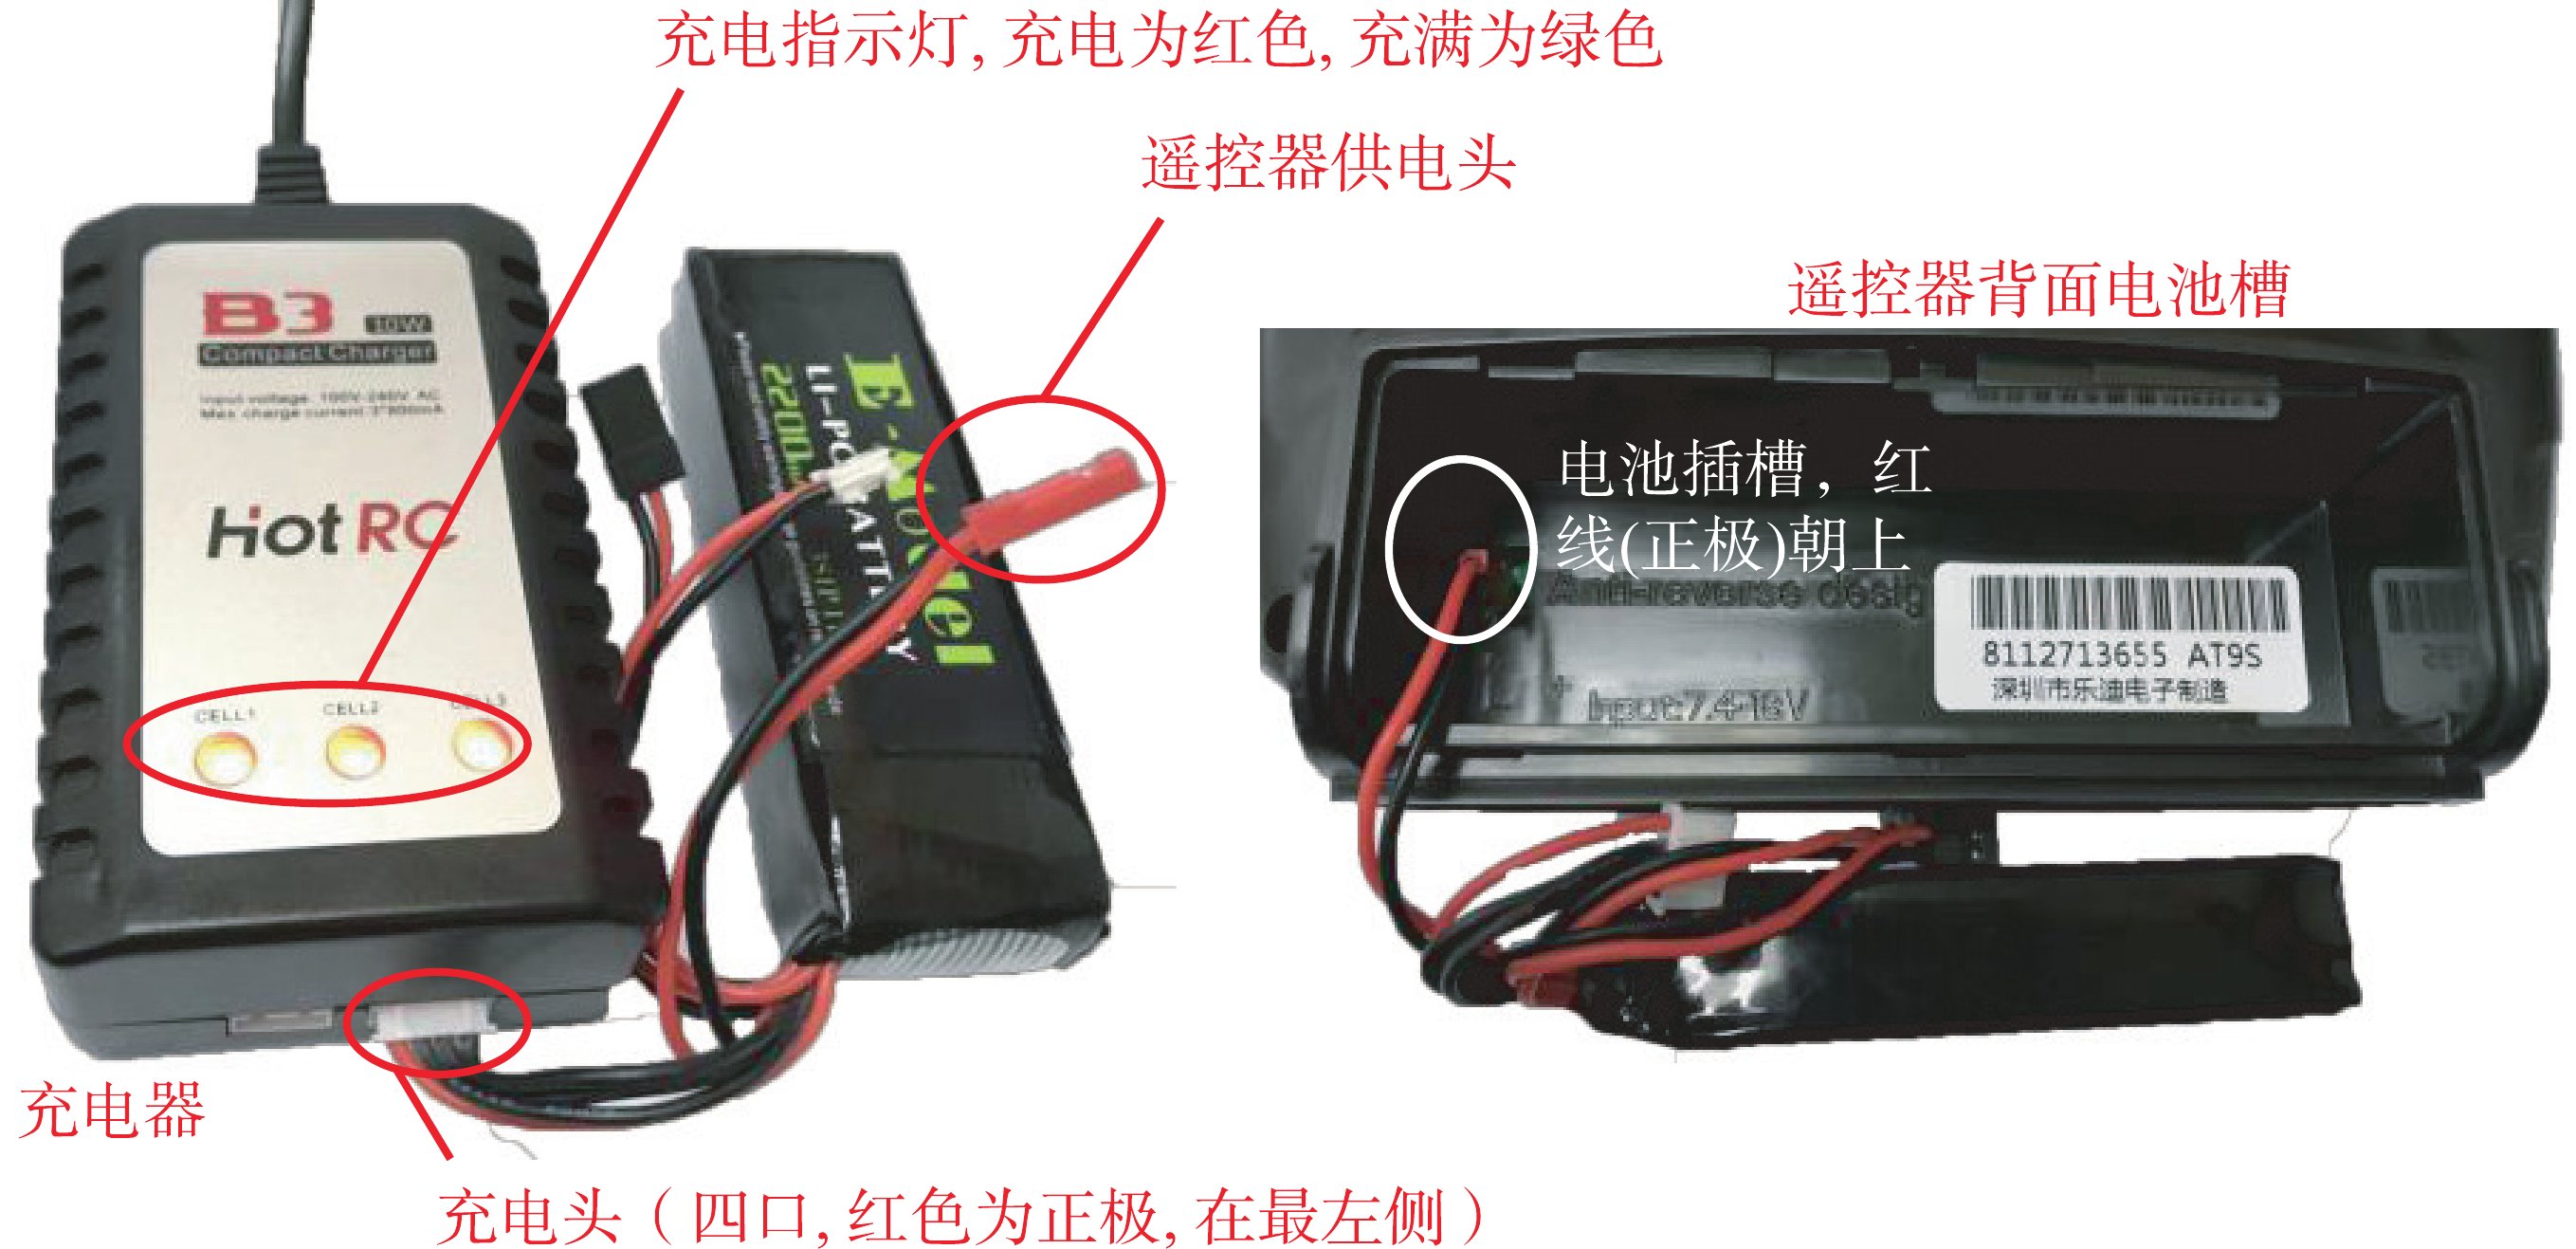 充电指示灯, 充电为红色, 充满为绿色
遥控器供电头
遥控器背面电池槽
B3
10W
Compact Charger
Input voltage: 100V-240V AC
Max charge current 3*800mA
HotRC
CELL1
CELL2
CELL3
E-Model
LI-PO BATTERY
2200
电池插槽，红
线(正极)朝上
Anti-reverse desig
Input:7.4-18V
8112713655 AT9S
深圳市乐迪电子制造
充电器
充电头（四口, 红色为正极, 在最左侧）